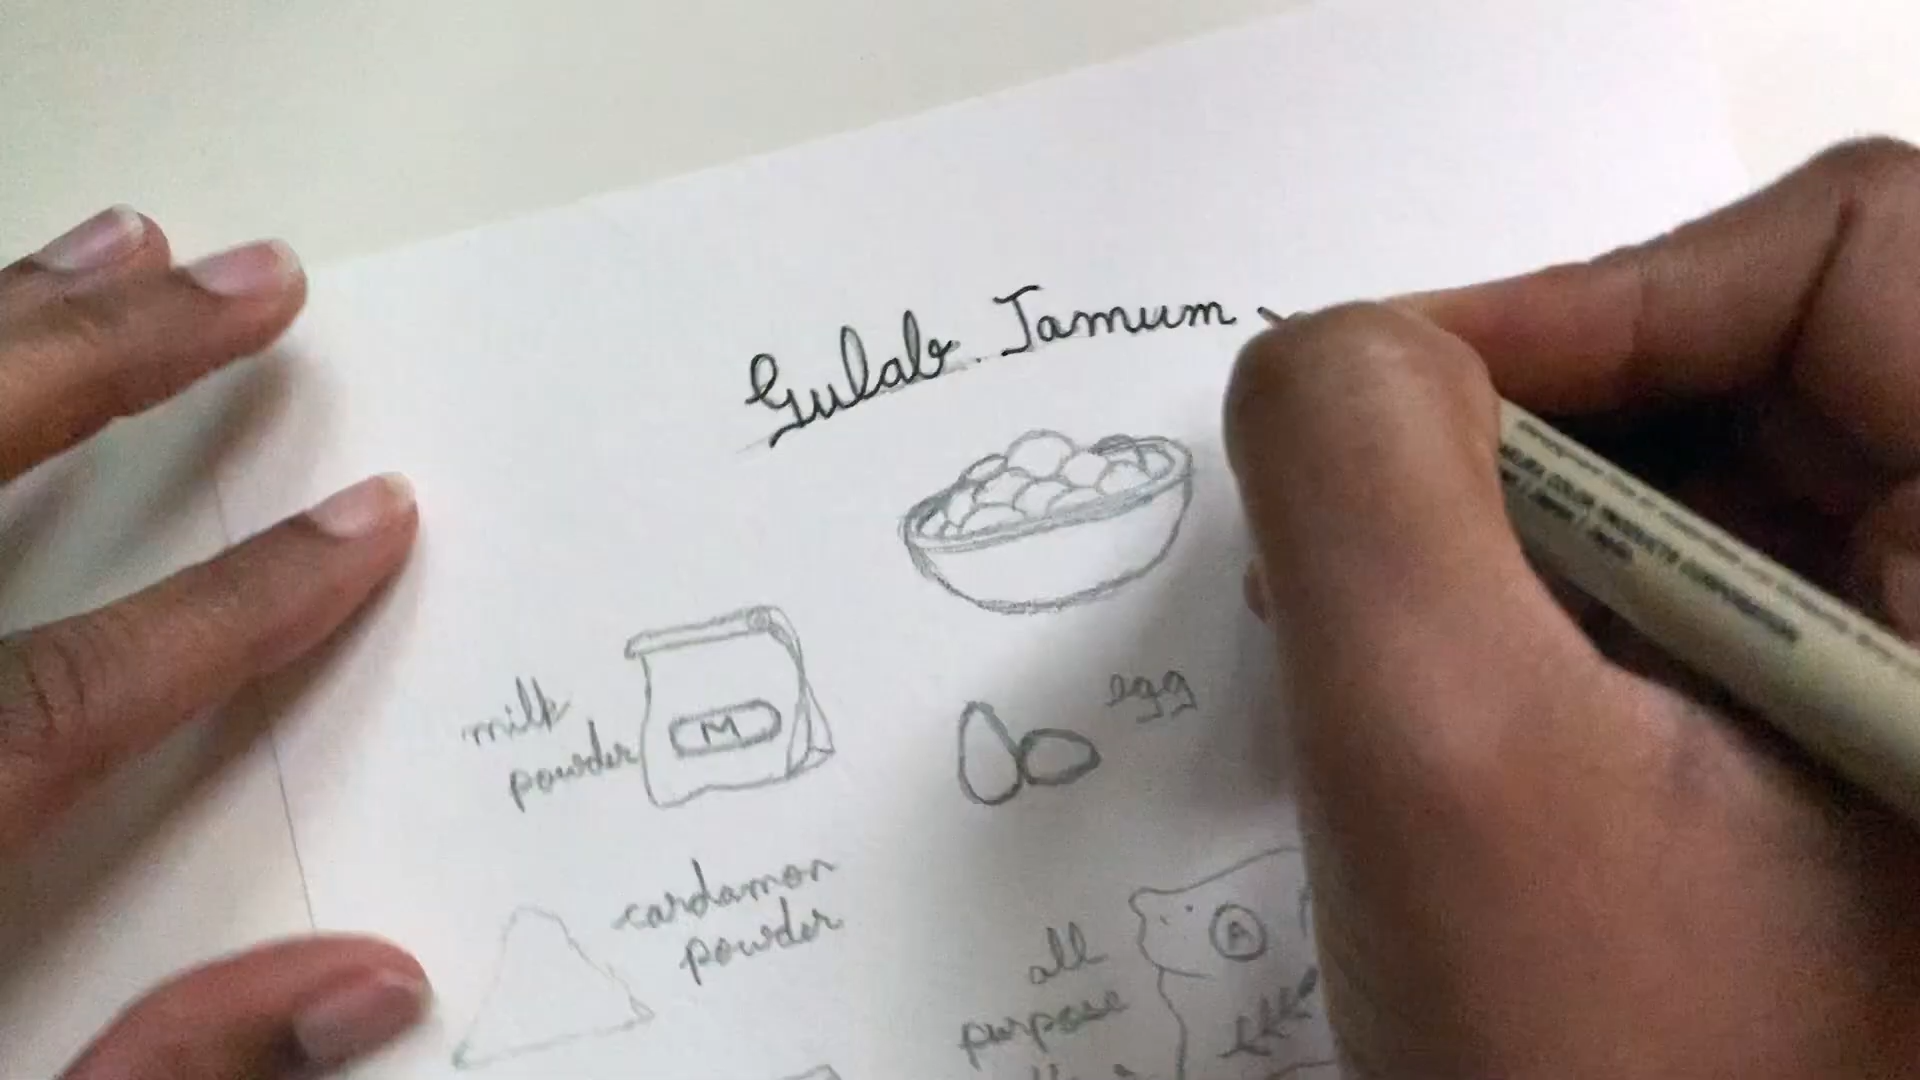 Gulab Jamum
milk
powder
M
egg
cardamon
powder
all
purpose
A